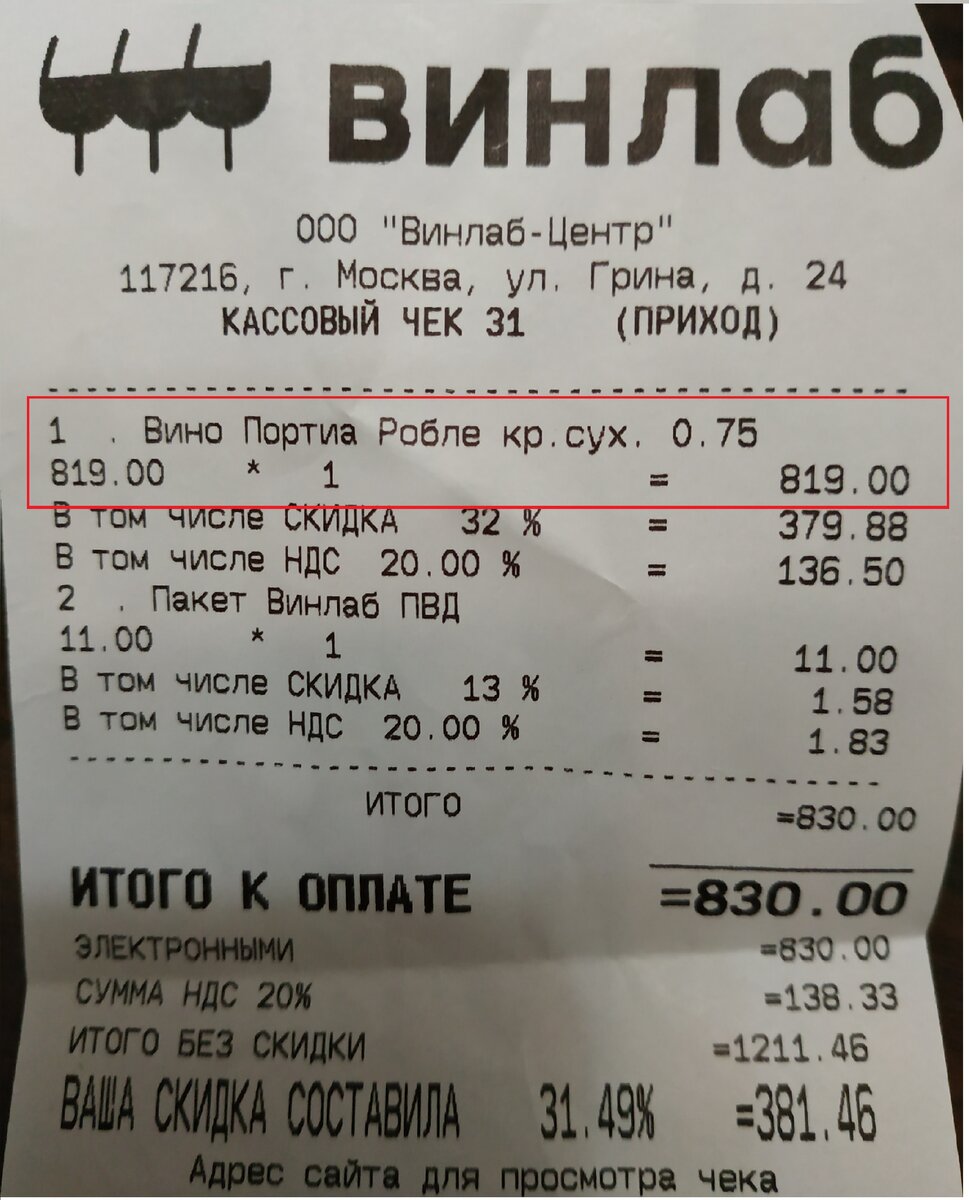 винлаб
ООО "Винлаб-Центр"
117216, г. Москва, ул. Грина, д. 24
КАССОВЫЙ ЧЕК 31 (ПРИХОД)
1 . Вино Портиа Робле кр.сух. 0.75
819.00 * 1 = 819.00
В том числе СКИДКА 32 % = 379.88
В том числе НДС 20.00 % = 136.50
2 . Пакет Винлаб ПВД
11.00 * 1 = 11.00
В том числе СКИДКА 13 % = 1.58
В том числе НДС 20.00 % = 1.83
ИТОГО =830.00
ИТОГО К ОПЛАТЕ =830.00
ЭЛЕКТРОННЫМИ =830.00
СУММА НДС 20% =138.33
ИТОГО БЕЗ СКИДКИ =1211.46
ВАША СКИДКА СОСТАВИЛА 31.49% =381.46
Адрес сайта для просмотра чека